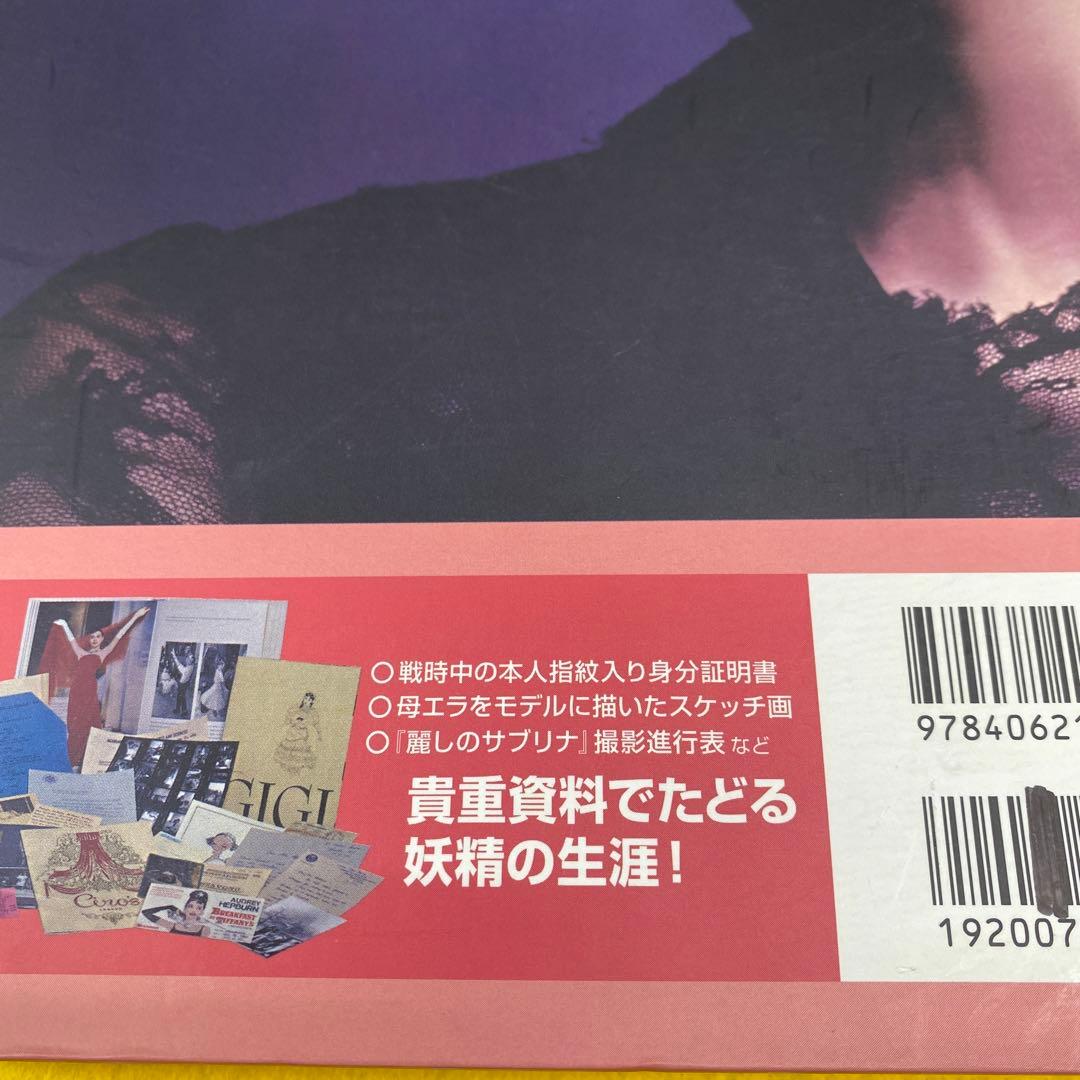 ○戦時中の本人指紋入り身分証明書
○母エラをモデルに描いたスケッチ画
○『麗しのサブリナ』撮影進行表 など
貴重資料でたどる
妖精の生涯！
GIGI
Ciro's
AUDREY
HEPBURN
BREAKFAST
AT TIFFANY'S
97840621
192007